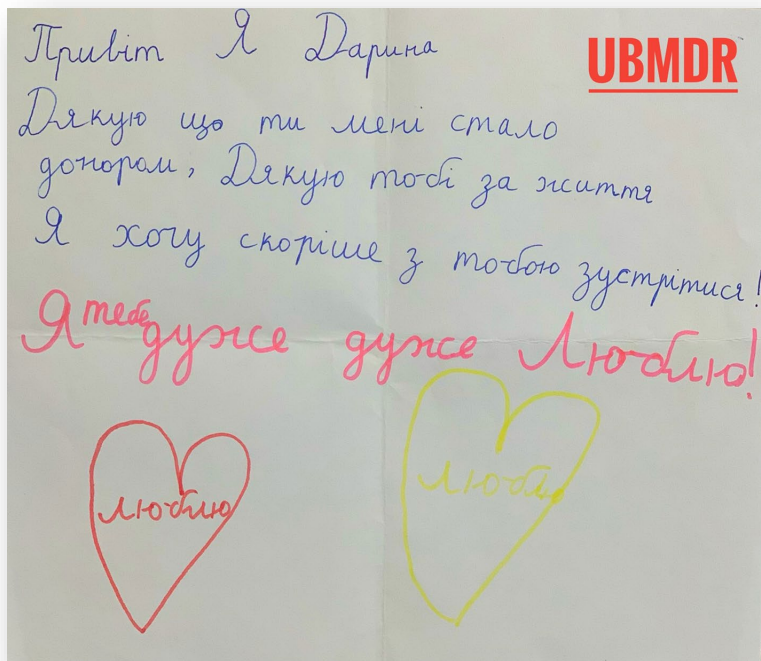 Привіт Я Дарина
UBMDR
Дякую що ти мені стало
донором, Дякую тобі за життя
Я хочу скоріше з тобою зустрітися!
Я тебе дуже дуже Люблю!
люблю
люблю